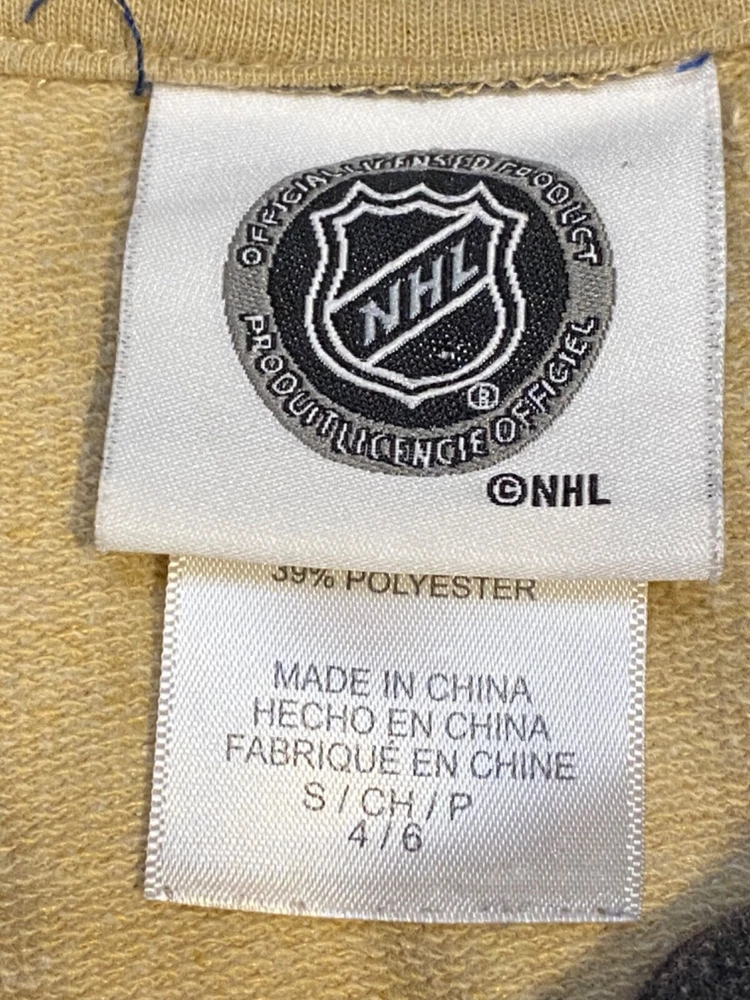 OFFICIAL LICENSED PRODUCT
NHL
®
PRODUIT LICENCIE OFFICIEL
©NHL
39% POLYESTER
MADE IN CHINA
HECHO EN CHINA
FABRIQUÉ EN CHINE
S / CH / P
4 / 6